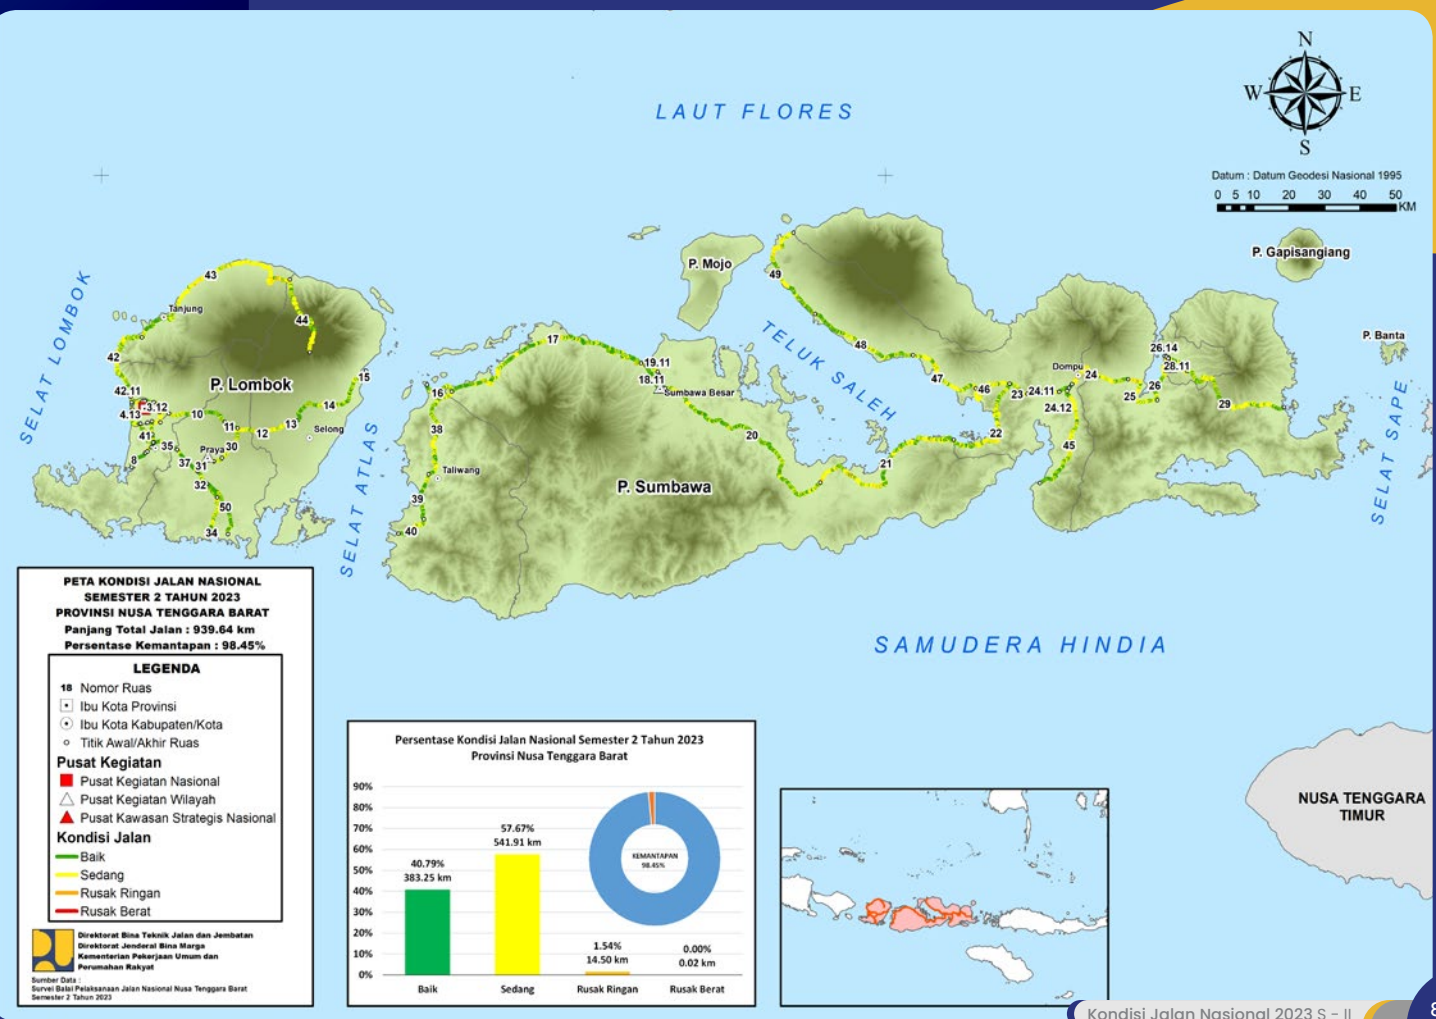 N
W
E
S
LAUT FLORES
Datum : Datum Geodesi Nasional 1995
0 5 10 20 30 40 50
KM
P. Gapisangiang
P. Mojo
P. Banta
SELAT LOMBOK
TELUK SALEH
SELAT ATLAS
SELAT SAPE
SAMUDERA HINDIA
P. Lombok
P. Sumbawa
Tanjung
Praya
Selong
Taliwang
Sumbawa Besar
Dompu
43
44
42
42.11
3.12
4.13
41
10
11
12
13
14
15
8
35
37
31
30
32
50
34
16
17
38
39
40
19.11
18.11
20
21
22
49
48
47
46
23
24.11
24.12
24
45
25
26
26.14
28.11
29
NUSA TENGGARA
TIMUR
PETA KONDISI JALAN NASIONAL
SEMESTER 2 TAHUN 2023
PROVINSI NUSA TENGGARA BARAT
Panjang Total Jalan : 939.64 km
Persentase Kemantapan : 98.45%
LEGENDA
18 Nomor Ruas
Ibu Kota Provinsi
Ibu Kota Kabupaten/Kota
Titik Awal/Akhir Ruas
Pusat Kegiatan
Pusat Kegiatan Nasional
Pusat Kegiatan Wilayah
Pusat Kawasan Strategis Nasional
Kondisi Jalan
Baik
Sedang
Rusak Ringan
Rusak Berat
Direktorat Bina Teknik Jalan dan Jembatan
Direktorat Jenderal Bina Marga
Kementerian Pekerjaan Umum dan
Perumahan Rakyat
Sumber Data :
Survei Balai Pelaksanaan Jalan Nasional Nusa Tenggara Barat
Semester 2 Tahun 2023
Persentase Kondisi Jalan Nasional Semester 2 Tahun 2023
Provinsi Nusa Tenggara Barat
90%
80%
70%
60%
50%
40%
30%
20%
10%
0%
40.79%
383.25 km
57.67%
541.91 km
1.54%
14.50 km
0.00%
0.02 km
KEMANTAPAN
98.45%
Baik
Sedang
Rusak Ringan
Rusak Berat
Kondisi Jalan Nasional 2023 S - II